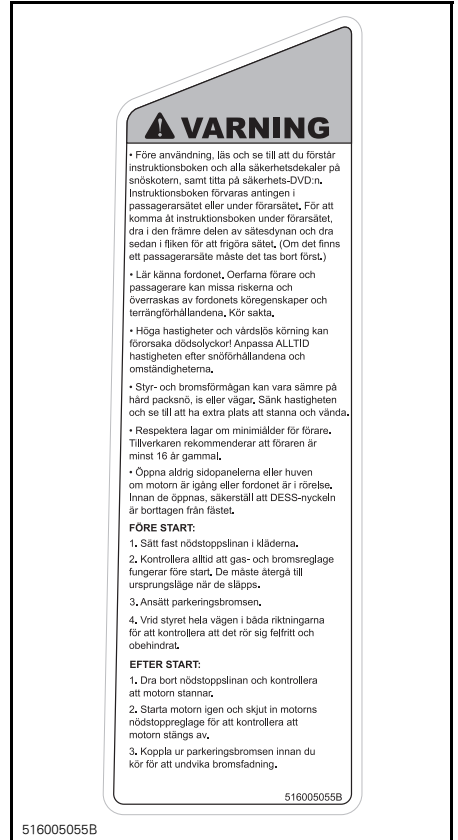 VARNING
• Före användning, läs och se till att du förstår
instruktionsboken och alla säkerhetsdekaler på
snöskotern, samt titta på säkerhets-DVD:n.
Instruktionsboken förvaras antingen i
passagerarsätet eller under förarsätet. För att
komma åt instruktionsboken under förarsätet,
dra i den främre delen av sätesdynan och dra
sedan i fliken för att frigöra sätet. (Om det finns
ett passagerarsäte måste det tas bort först.)
• Lär känna fordonet. Oerfarna förare och
passagerare kan missa riskerna och
överraskas av fordonets köregenskaper och
terrängförhållandena. Kör sakta.
• Höga hastigheter och vårdslös körning kan
förorsaka dödsolyckor! Anpassa ALLTID
hastigheten efter snöförhållandena och
omständigheterna.
• Styr- och bromsförmågan kan vara sämre på
hård packsnö, is eller vägar. Sänk hastigheten
och se till att ha extra plats att stanna och vända.
• Respektera lagar om minimiålder för förare.
Tillverkaren rekommenderar att föraren är
minst 16 år gammal.
• Öppna aldrig sidopanelerna eller huven
om motorn är igång eller fordonet är i rörelse.
Innan de öppnas, säkerställ att DESS-nyckeln
är borttagen från fästet.
FÖRE START:
1. Sätt fast nödstoppslinan i kläderna.
2. Kontrollera alltid att gas- och bromsreglage
fungerar före start. De måste återgå till
ursprungsläge när de släpps.
3. Ansätt parkeringsbromsen.
4. Vrid styret hela vägen i båda riktningarna
för att kontrollera att det rör sig felfritt och
obehindrat.
EFTER START:
1. Dra bort nödstoppslinan och kontrollera
att motorn stannar.
2. Starta motorn igen och skjut in motorns
nödstoppreglage för att kontrollera att
motorn stängs av.
3. Koppla ur parkeringsbromsen innan du
kör för att undvika bromsfadning.
516005055B
516005055B